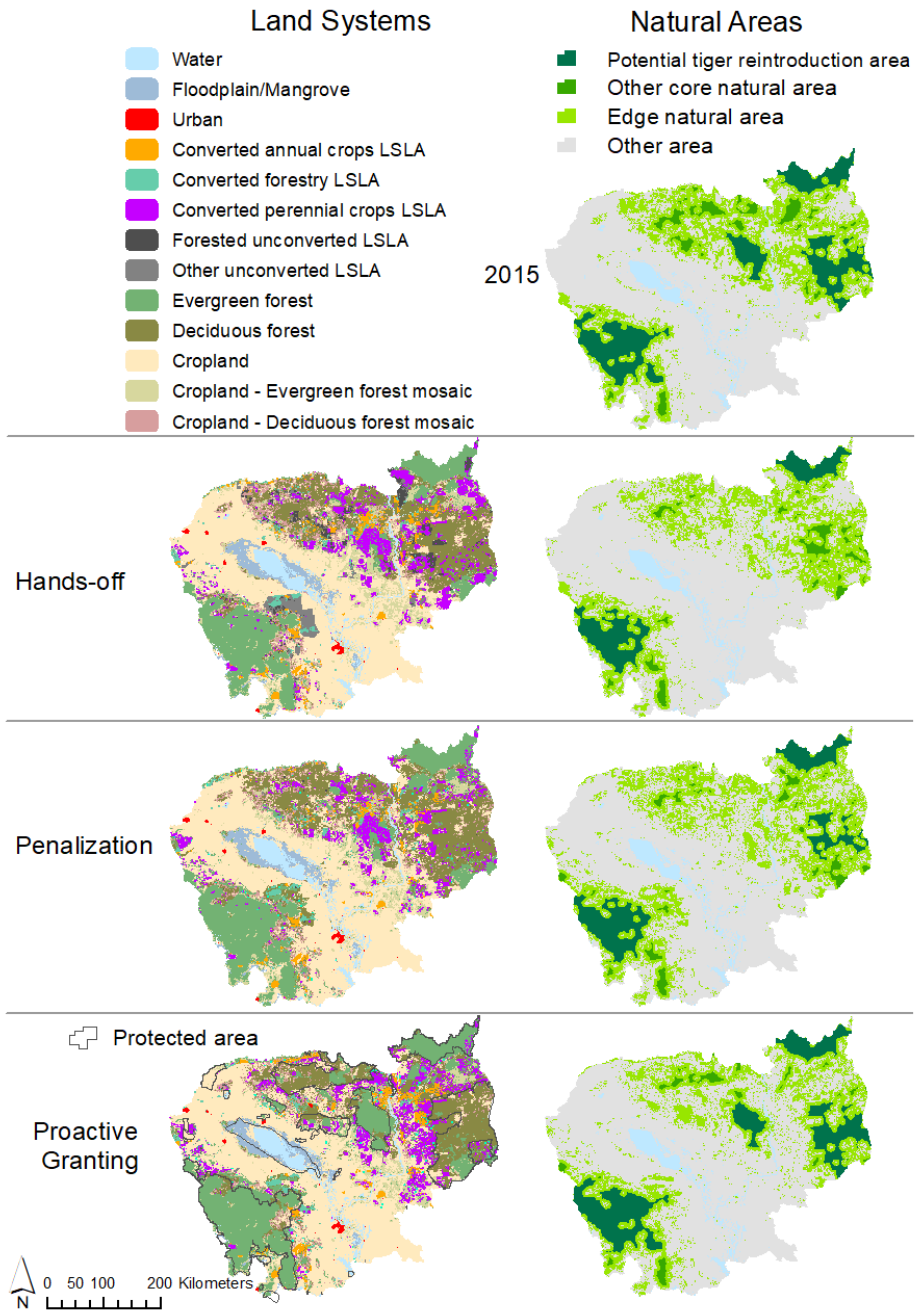 Land Systems
Water
Floodplain/Mangrove
Urban
Converted annual crops LSLA
Converted forestry LSLA
Converted perennial crops LSLA
Forested unconverted LSLA
Other unconverted LSLA
Evergreen forest
Deciduous forest
Cropland
Cropland - Evergreen forest mosaic
Cropland - Deciduous forest mosaic
Natural Areas
Potential tiger reintroduction area
Other core natural area
Edge natural area
Other area
2015
Hands-off
Penalization
Protected area
Proactive
Granting
N
0 50 100 200 Kilometers